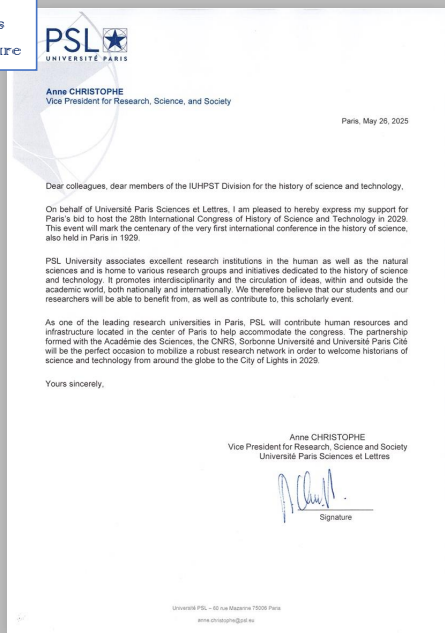 s
ure
PSL
UNIVERSITÉ PARIS
Anne CHRISTOPHE
Vice President for Research, Science, and Society
Paris, May 26, 2025
Dear colleagues, dear members of the IUHPST Division for the history of science and technology,
On behalf of Université Paris Sciences et Lettres, I am pleased to hereby express my support for
Paris's bid to host the 28th International Congress of History of Science and Technology in 2029.
This event will mark the centenary of the very first international conference in the history of science,
also held in Paris in 1929.
PSL University associates excellent research institutions in the human as well as the natural
sciences and is home to various research groups and initiatives dedicated to the history of science
and technology. It promotes interdisciplinarity and the circulation of ideas, within and outside the
academic world, both nationally and internationally. We therefore believe that our students and our
researchers will be able to benefit from, as well as contribute to, this scholarly event.
As one of the leading research universities in Paris, PSL will contribute human resources and
infrastructure located in the center of Paris to help accommodate the congress. The partnership
formed with the Académie des Sciences, the CNRS, Sorbonne Université and Université Paris Cité
will be the perfect occasion to mobilize a robust research network in order to welcome historians of
science and technology from around the globe to the City of Lights in 2029.
Yours sincerely,
Anne CHRISTOPHE
Vice President for Research, Science and Society
Université Paris Sciences et Lettres
Signature
Université PSL – 60 rue Mazarine 75006 Paris
anne.christophe@psl.eu